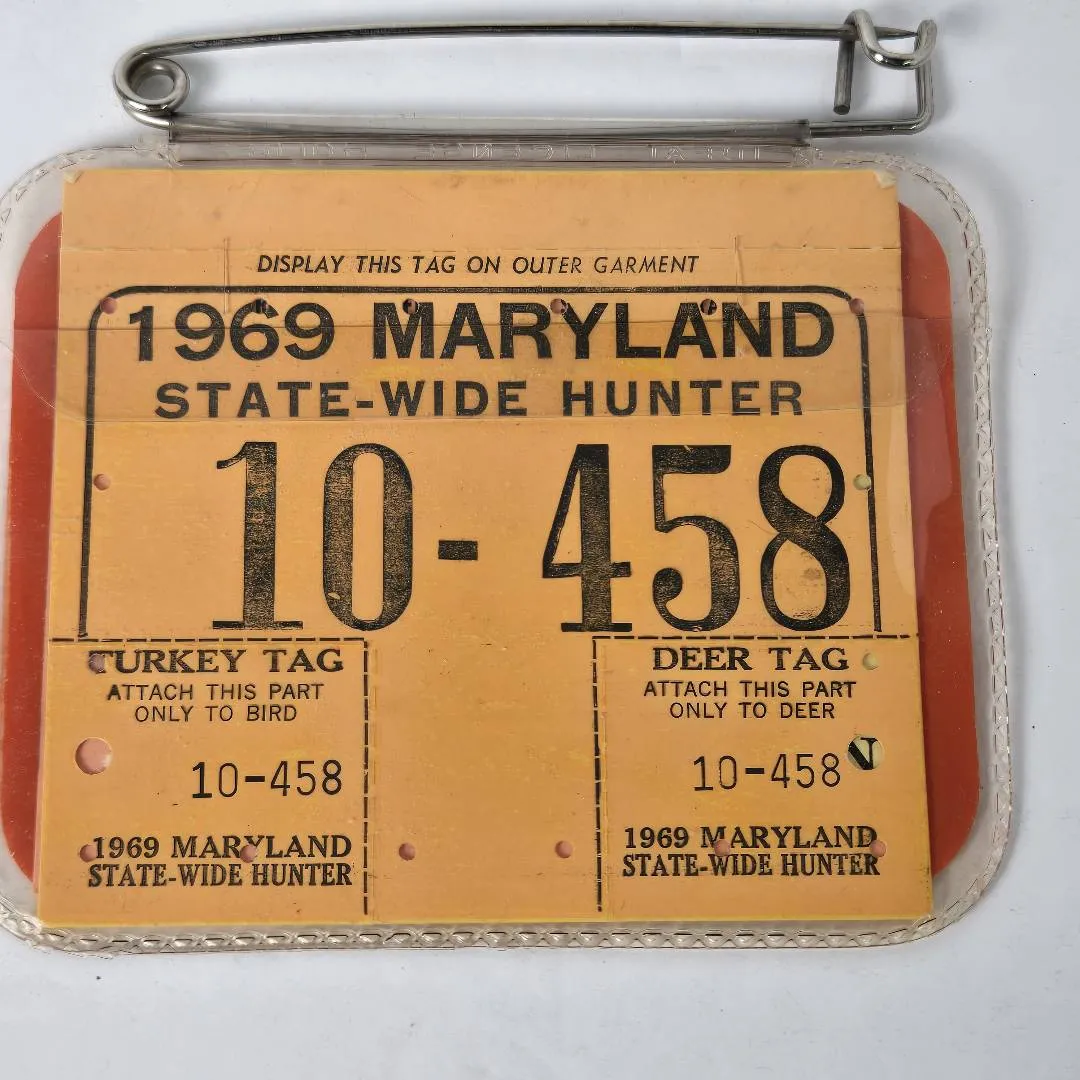 DISPLAY THIS TAG ON OUTER GARMENT
1969 MARYLAND
STATE-WIDE HUNTER
10-458
TURKEY TAG
ATTACH THIS PART
ONLY TO BIRD
10-458
1969 MARYLAND
STATE-WIDE HUNTER
DEER TAG
ATTACH THIS PART
ONLY TO DEER
10-458
1969 MARYLAND
STATE-WIDE HUNTER